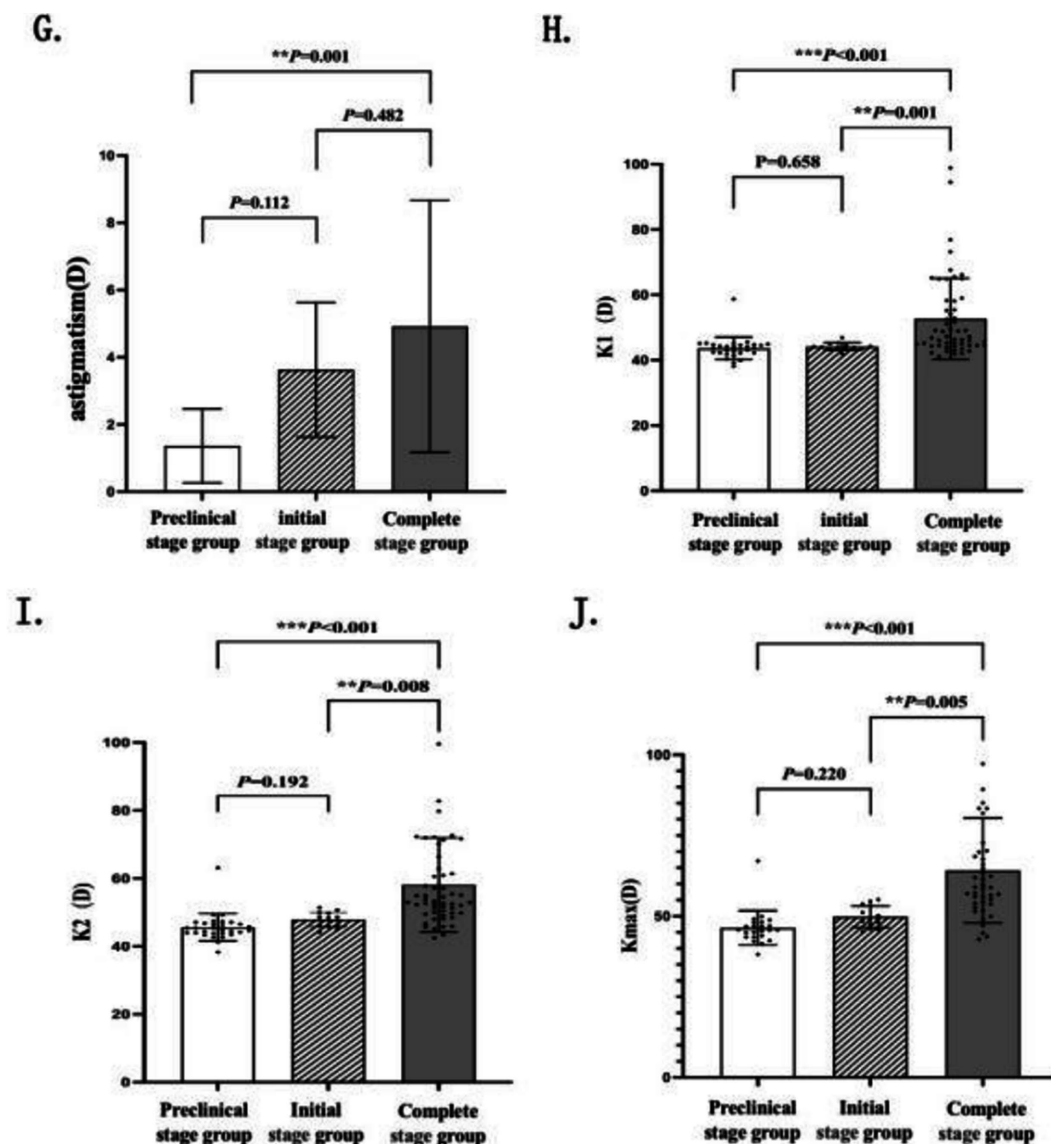 G.
**P=0.001
P=0.482
P=0.112
astigmatism(D)
10
8
6
4
2
0
Preclinical
stage group
initial
stage group
Complete
stage group
H.
***P<0.001
**P=0.001
P=0.658
K1 (D)
100
80
60
40
20
0
Preclinical
stage group
initial
stage group
Complete
stage group
I.
***P<0.001
**P=0.008
P=0.192
K2 (D)
100
80
60
40
20
0
Preclinical
stage group
Initial
stage group
Complete
stage group
J.
***P<0.001
**P=0.005
P=0.220
Kmax(D)
100
50
0
Preclinical
stage group
Initial
stage group
Complete
stage group